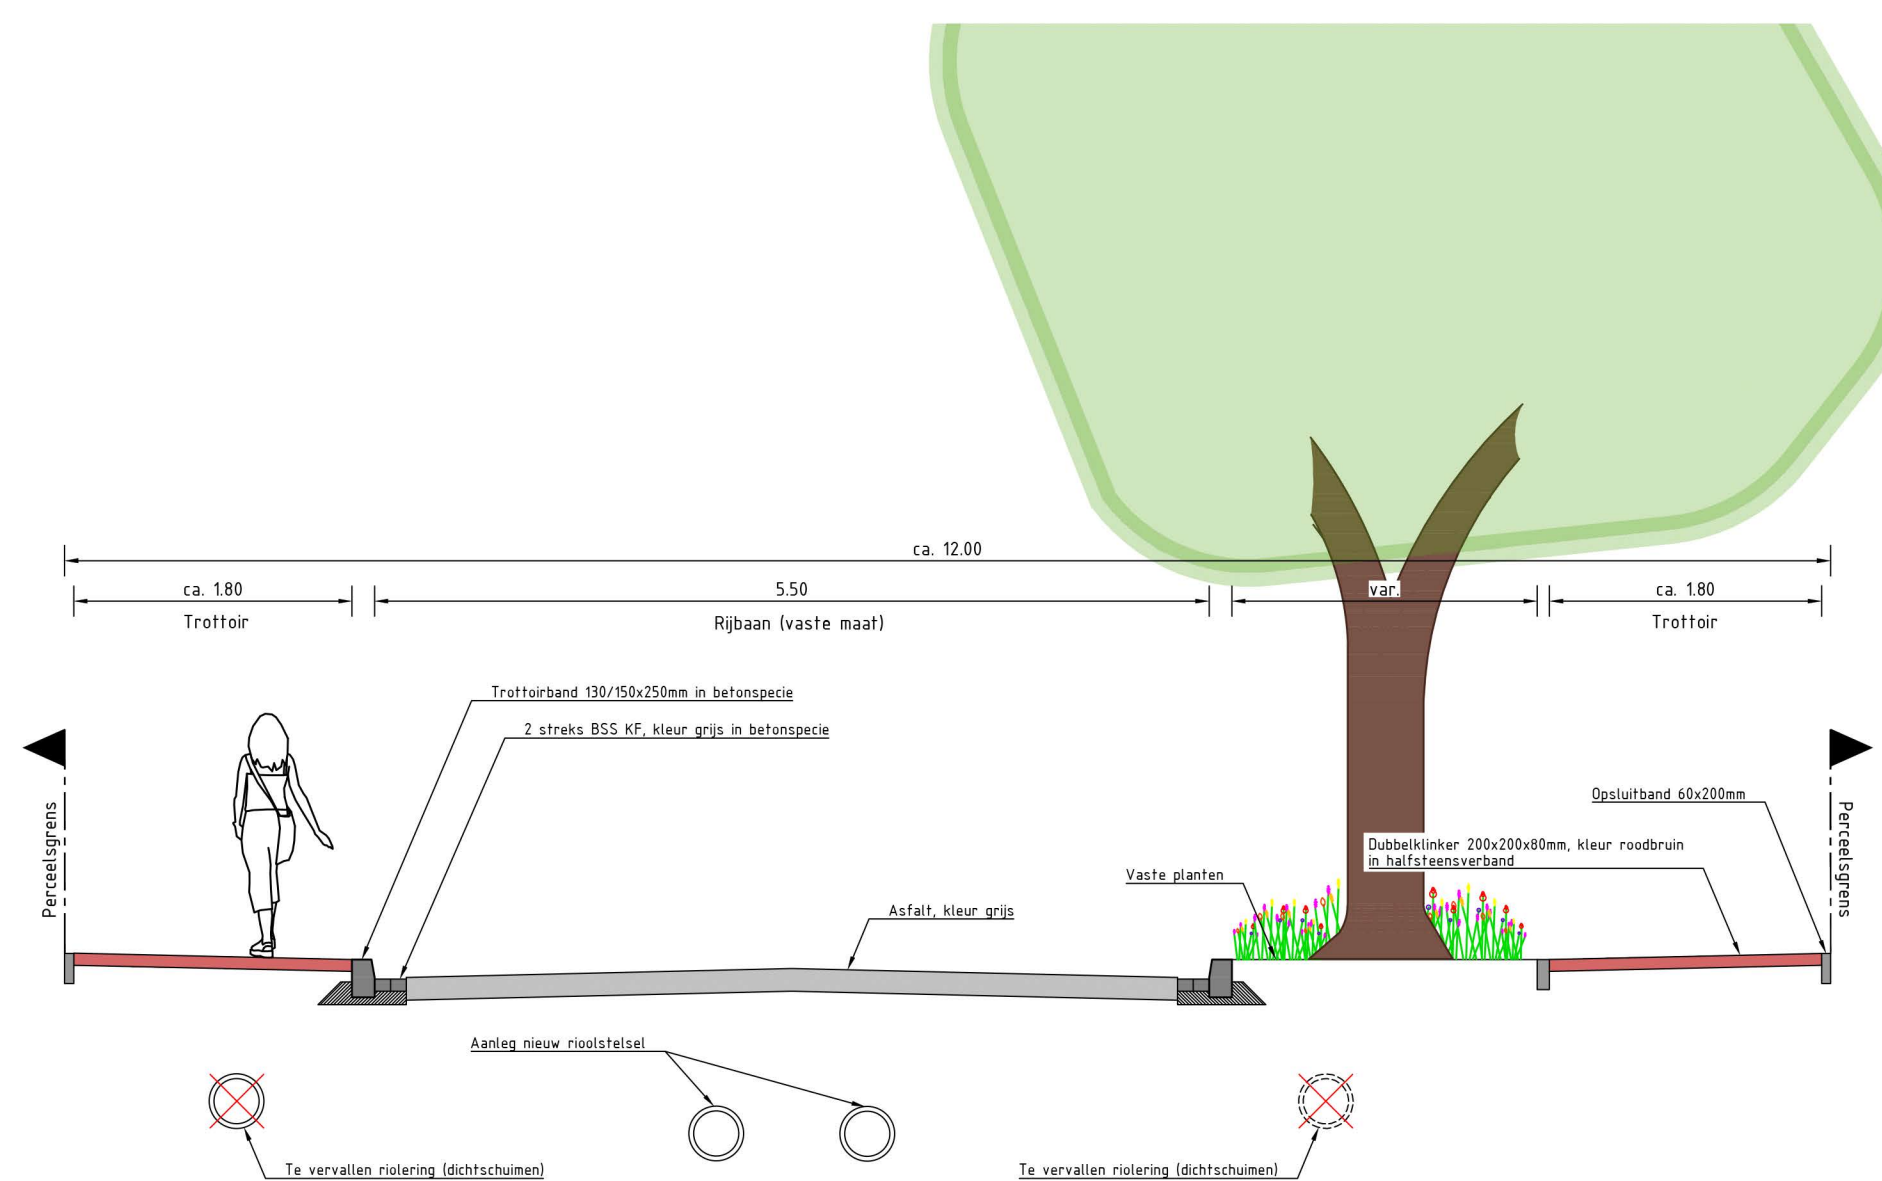 ca. 12.00
ca. 1.80
5.50
var.
ca. 1.80
Trottoir
Rijbaan (vaste maat)
Trottoir
Trottoirband 130/150x250mm in betonspecie
2 streks BSS KF, kleur grijs in betonspecie
Perceelsgrens
Opsluitband 60x200mm
Perceelsgrens
Dubbelklinker 200x200x80mm, kleur roodbruin
in halfsteensverband
Vaste planten
Asfalt, kleur grijs
Aanleg nieuw rioolstelsel
Te vervallen riolering (dichtschuimen)
Te vervallen riolering (dichtschuimen)